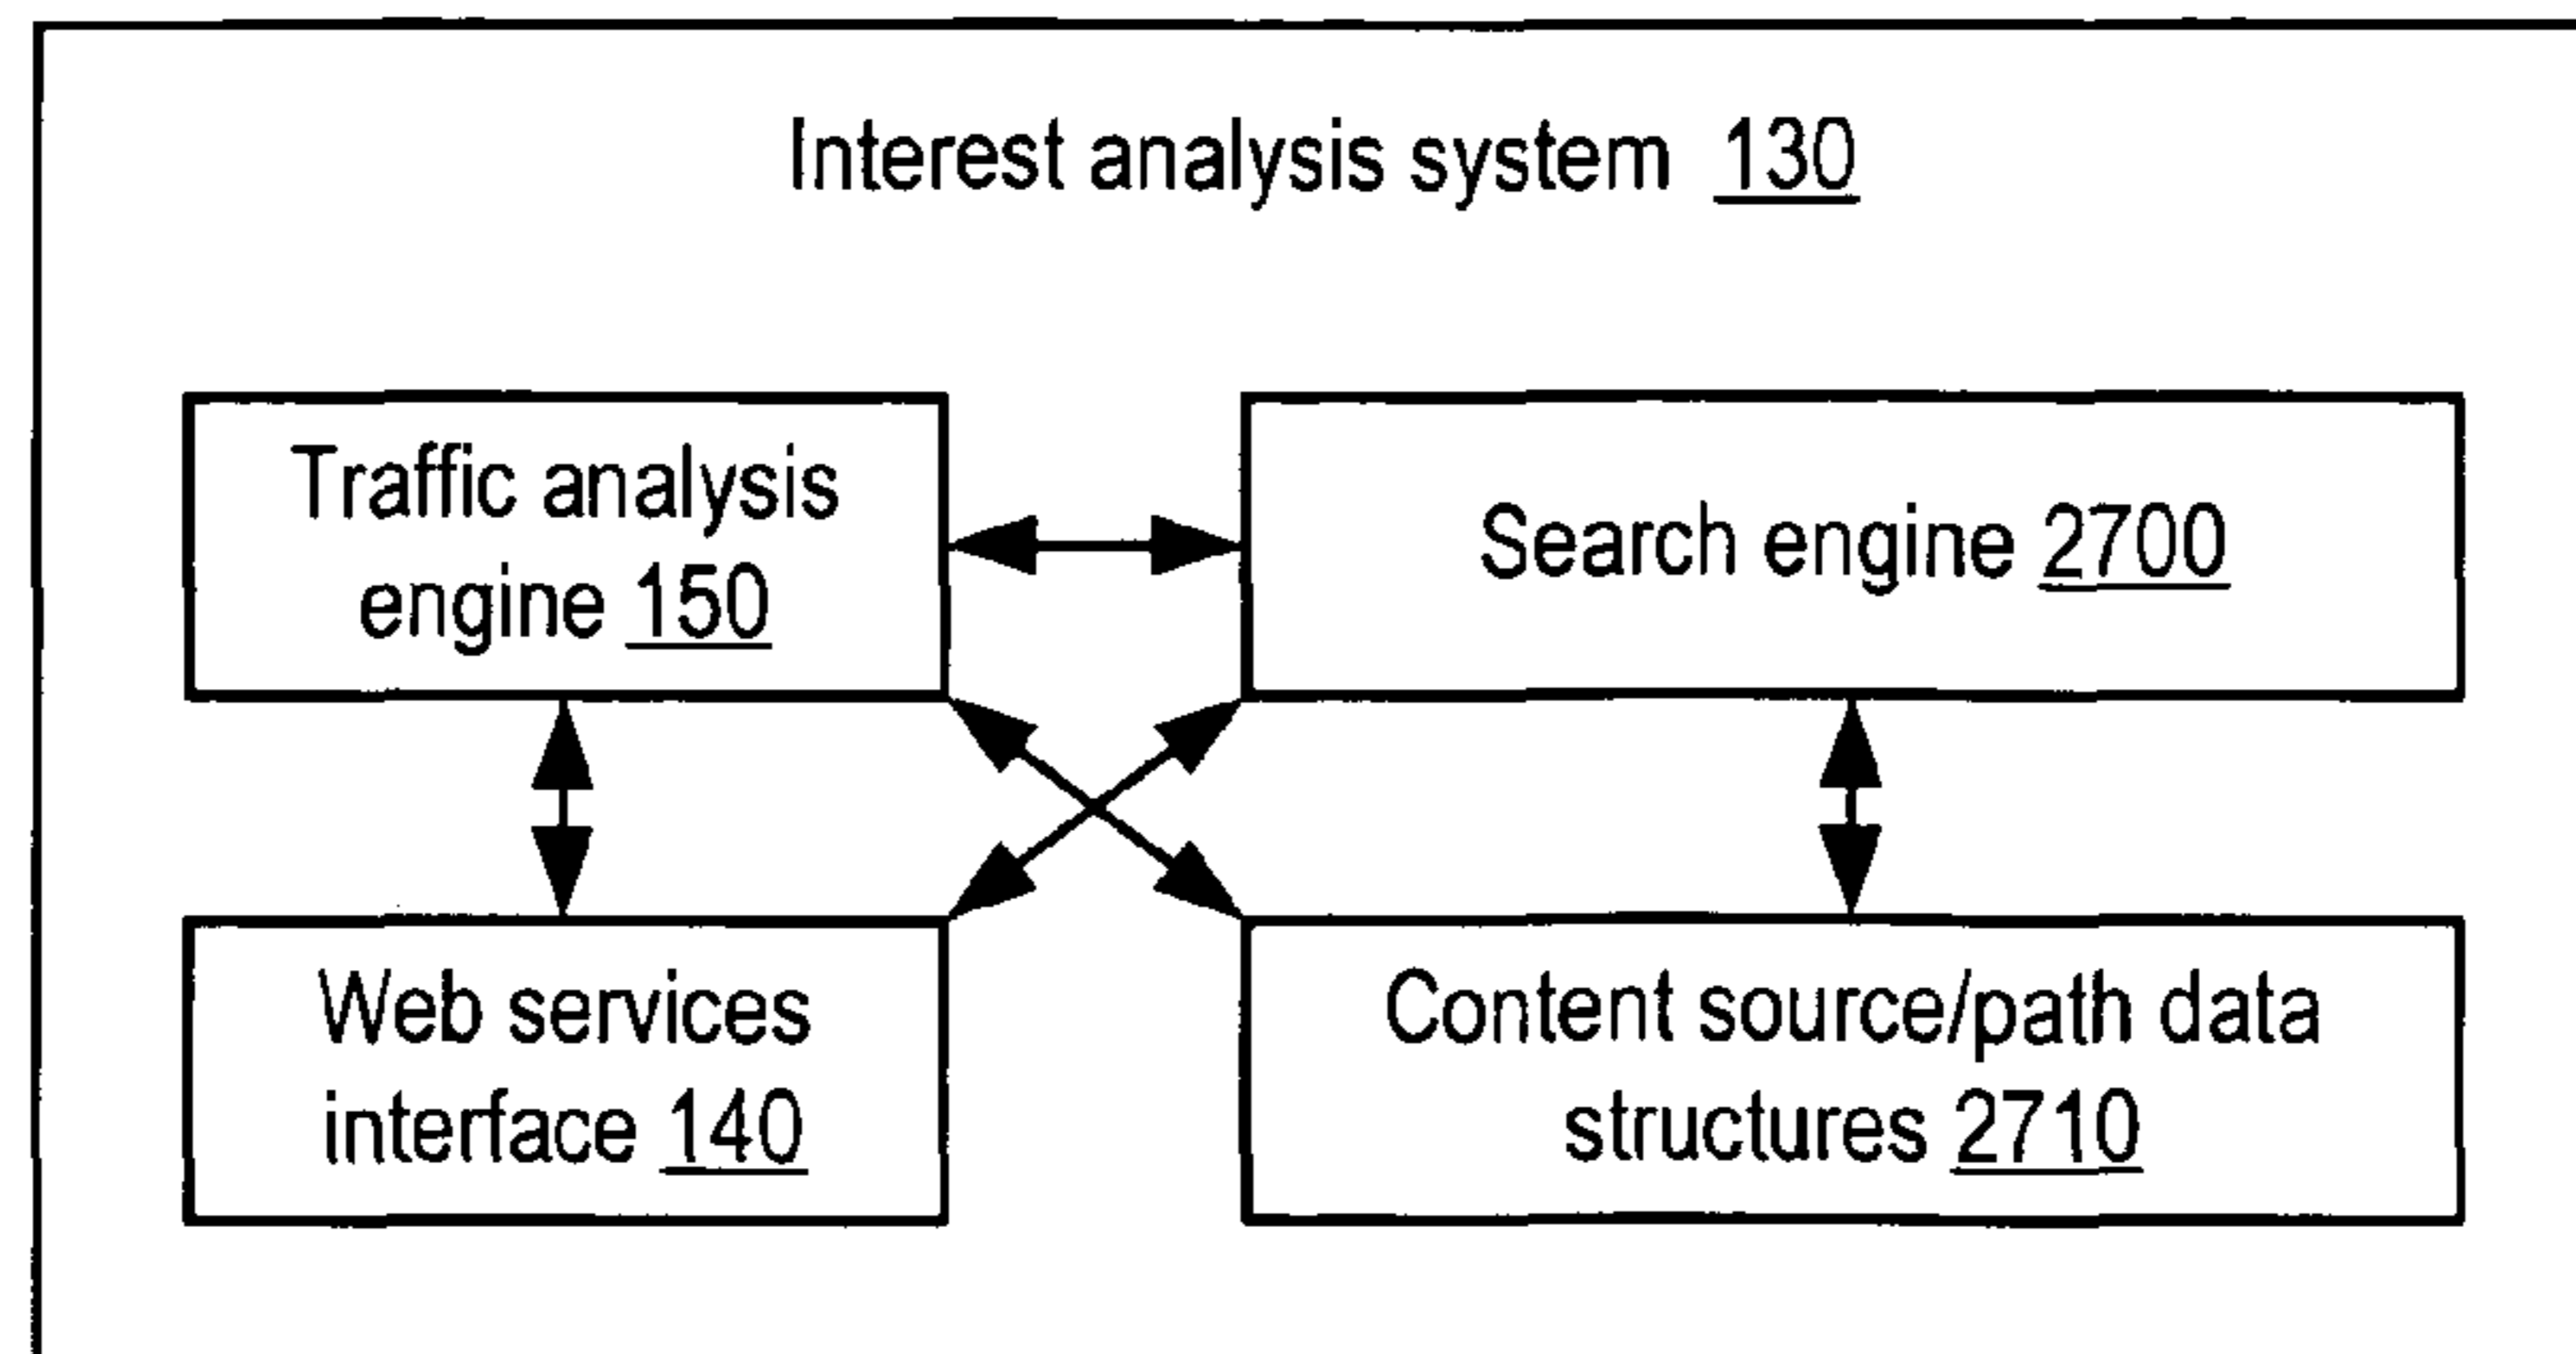 Interest analysis system 130
Traffic analysis
engine 150
Search engine 2700
Web services
interface 140
Content source/path data
structures 2710